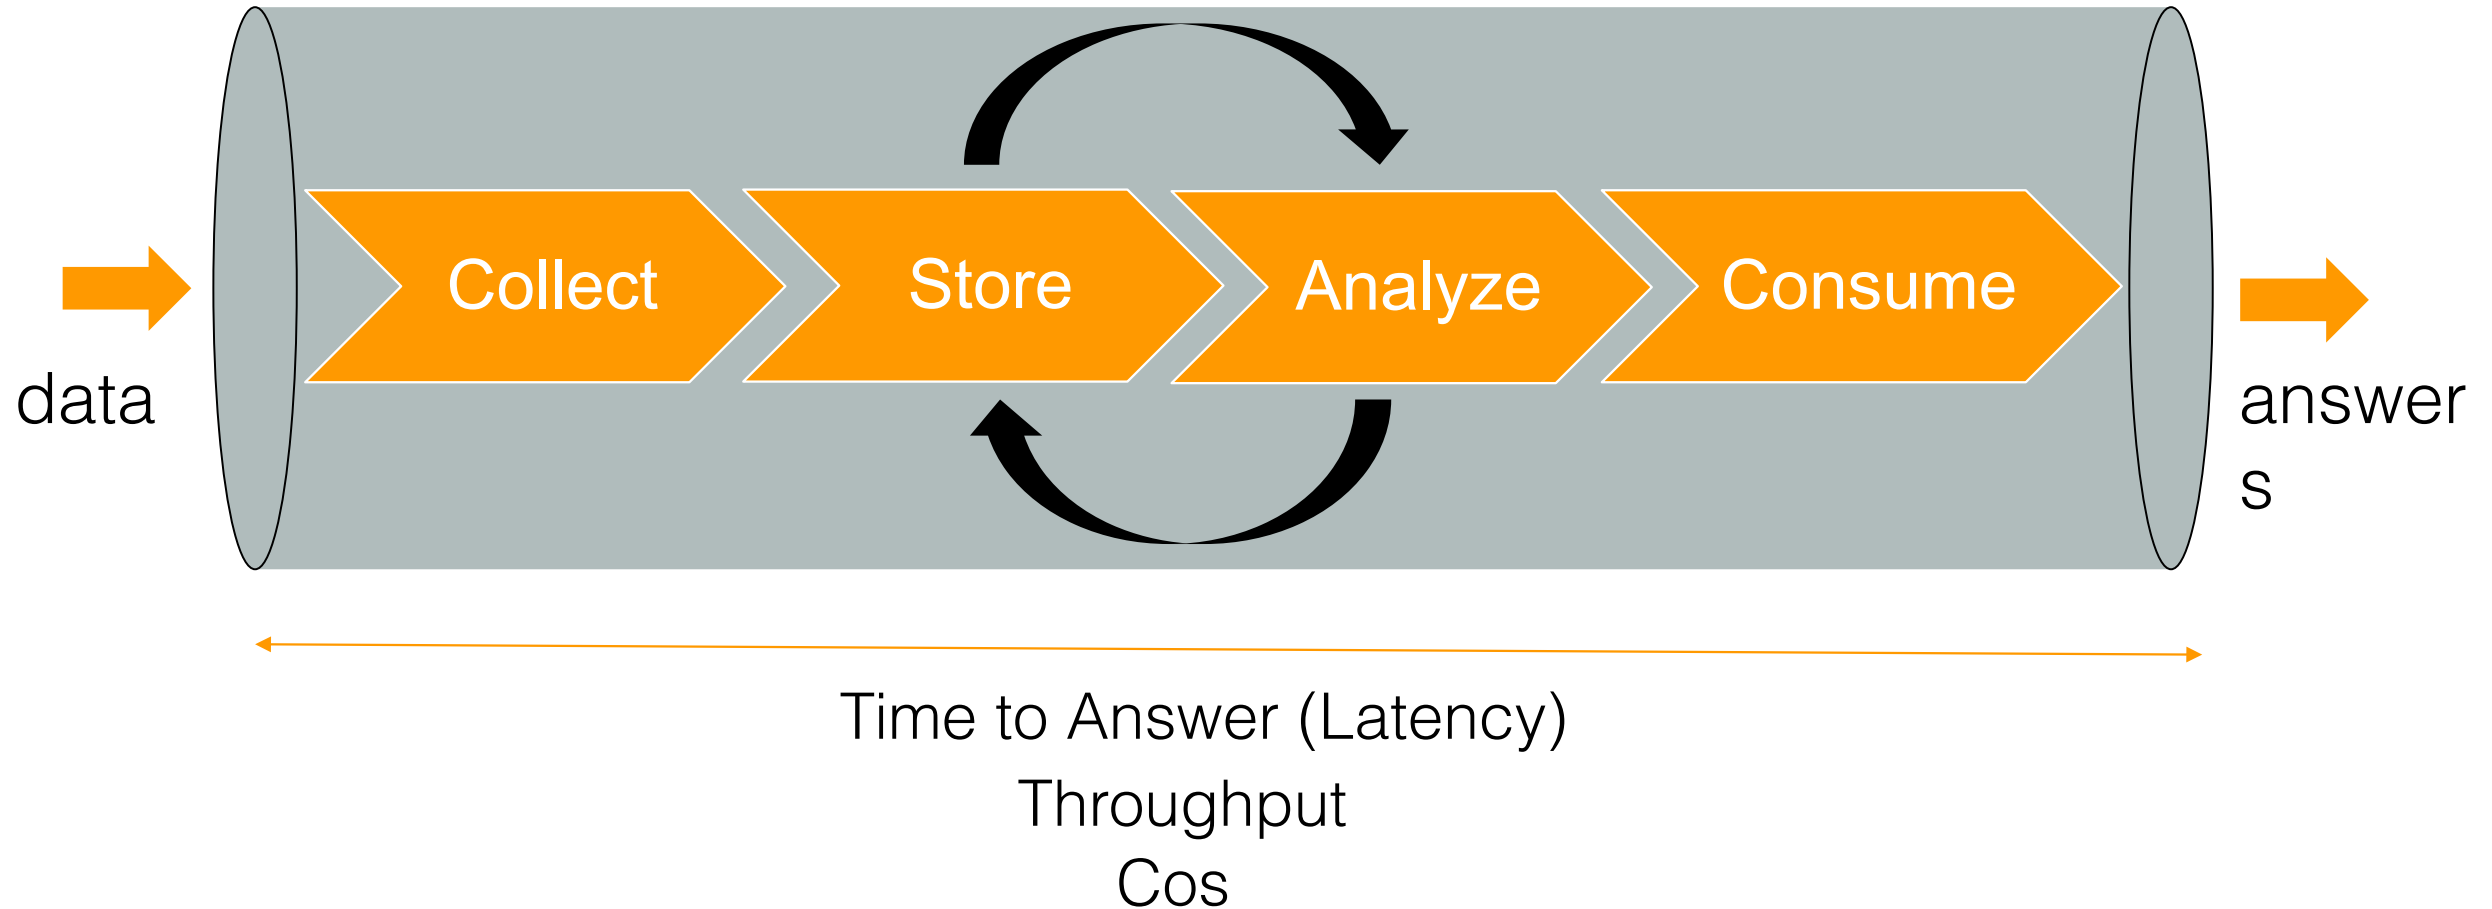 Collect
Store
Analyze
Consume
data
answer
s
Time to Answer (Latency)
Throughput
Cos